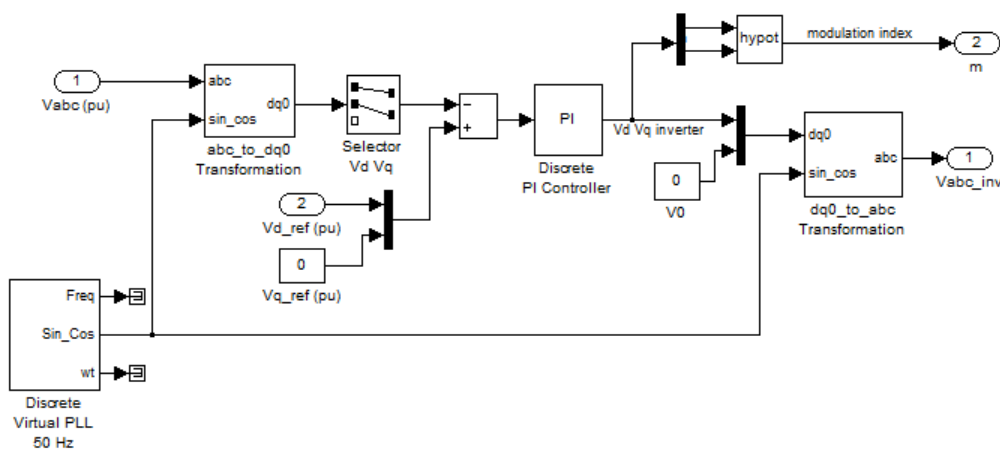 hypot
modulation index
2
m
1
Vabc (pu)
abc
dq0
sin_cos
abc_to_dq0
Transformation
Selector
Vd Vq
−
+
PI
Discrete
PI Controller
Vd Vq inverter
0
V0
dq0
abc
sin_cos
dq0_to_abc
Transformation
1
Vabc_inv
2
Vd_ref (pu)
0
Vq_ref (pu)
Freq
Sin_Cos
wt
Discrete
Virtual PLL
50 Hz